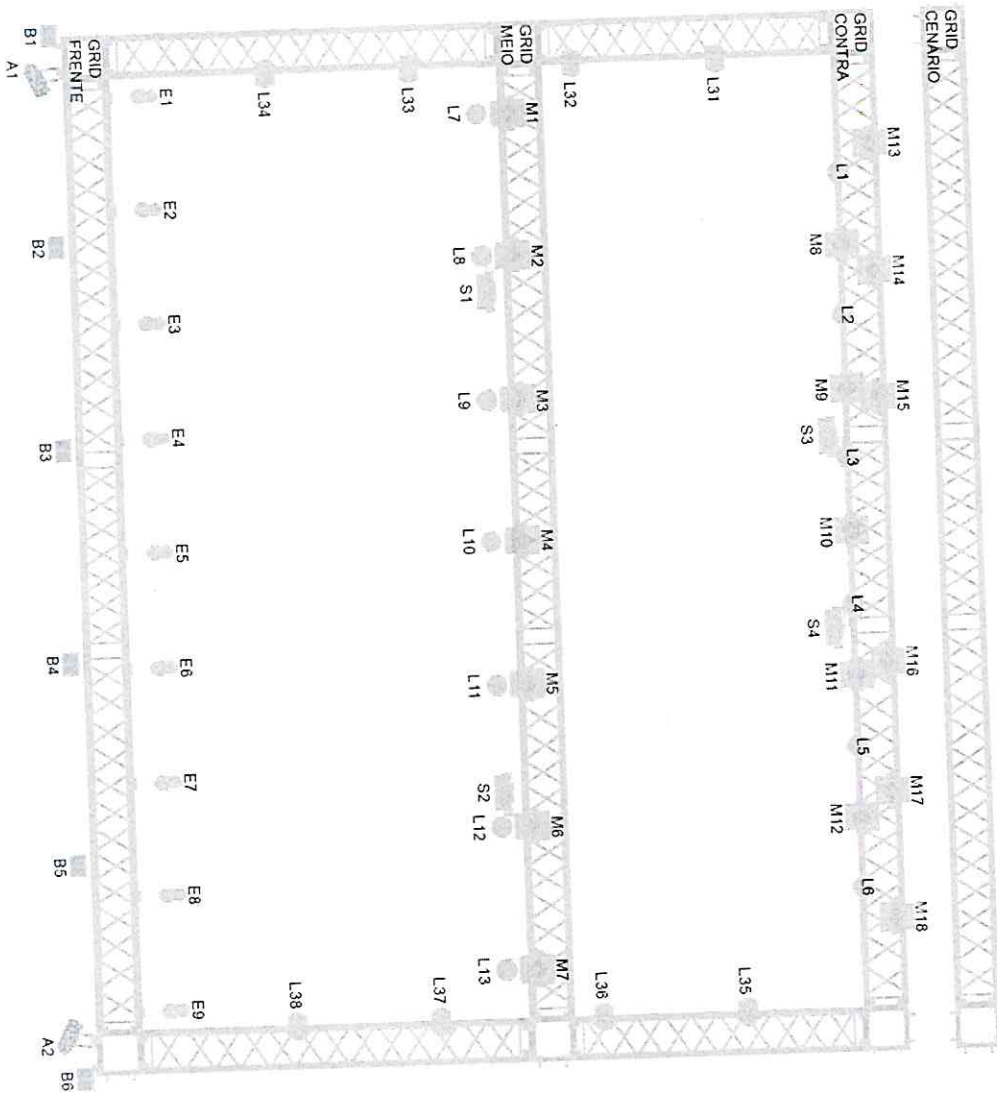 GRID
CENÁRIO
GRID
CONTRA
GRID
MEIO
GRID
FRENTE
M13
M14
M15
M16
M17
M18
L1
L2
L3
L4
L5
L6
M8
M9
M10
M11
M12
S3
S4
L31
L32
L33
L34
L35
L36
L37
L38
M1
M2
M3
M4
M5
M6
M7
L7
L8
L9
L10
L11
L12
L13
S1
S2
E1
E2
E3
E4
E5
E6
E7
E8
E9
B1
A1
B2
B3
B4
B5
A2
B6